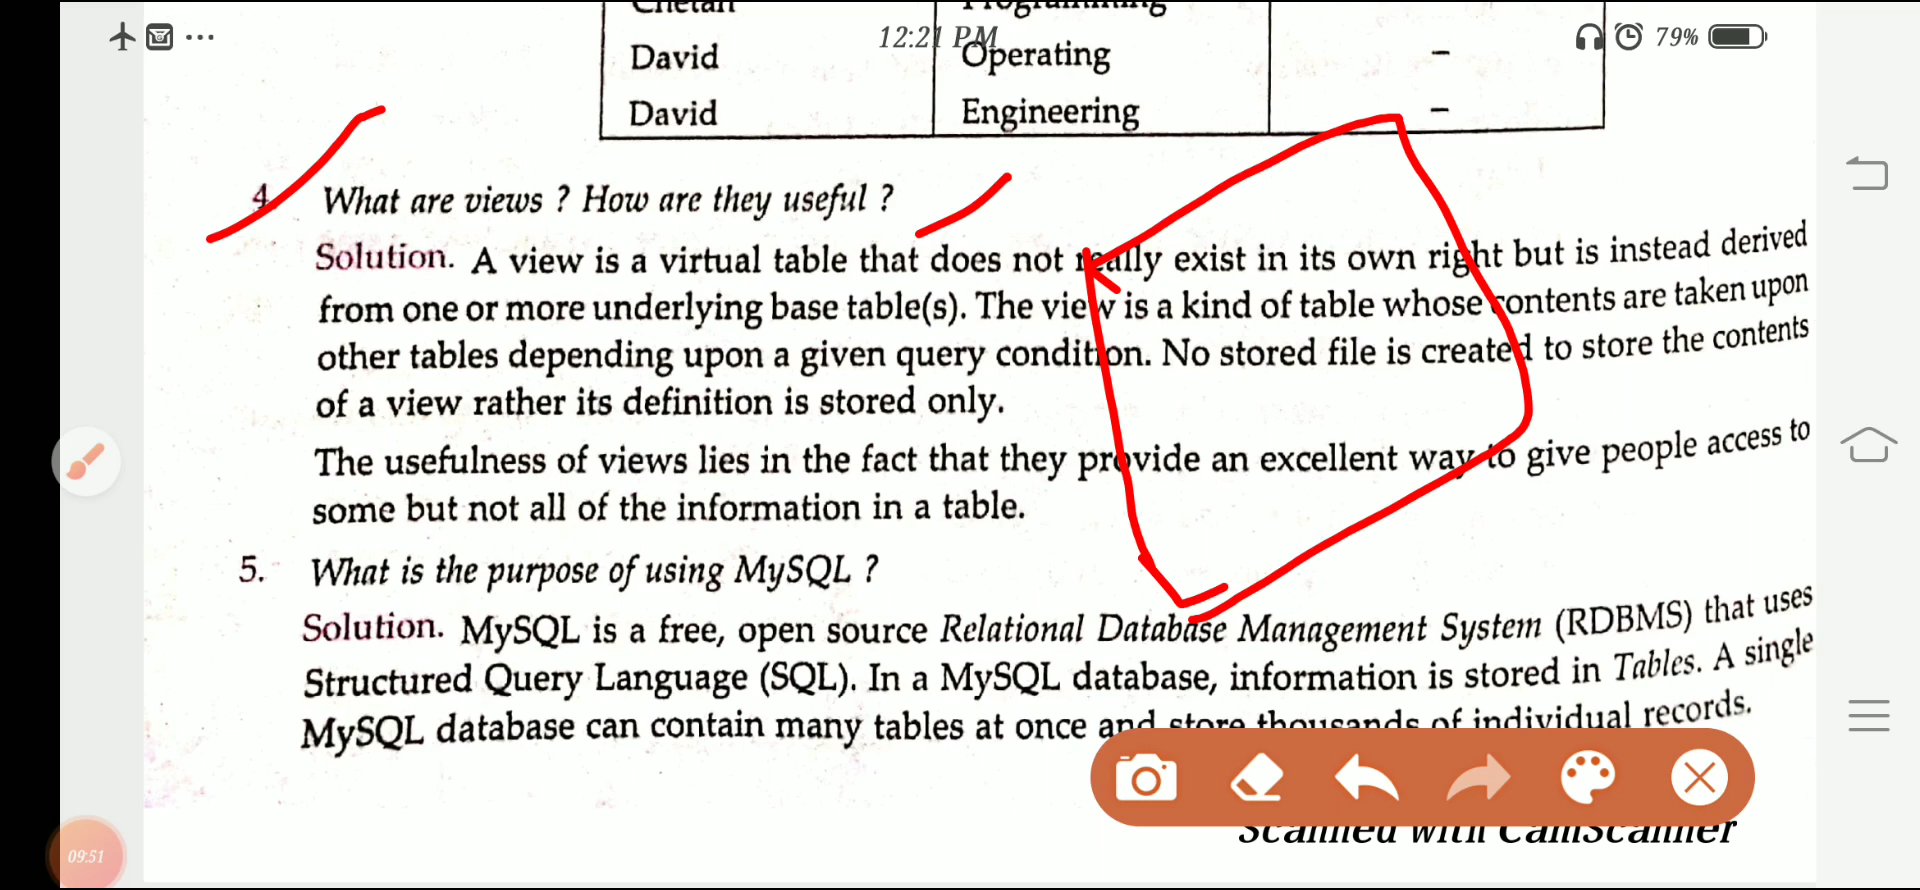 Chetan Programming
12:21 PM 79%
David Operating –
David Engineering –
4. What are views ? How are they useful ?
Solution. A view is a virtual table that does not really exist in its own right but is instead derived
from one or more underlying base table(s). The view is a kind of table whose contents are taken upon
other tables depending upon a given query condition. No stored file is created to store the contents
of a view rather its definition is stored only.
The usefulness of views lies in the fact that they provide an excellent way to give people access to
some but not all of the information in a table.
5. What is the purpose of using MySQL ?
Solution. MySQL is a free, open source Relational Database Management System (RDBMS) that uses
Structured Query Language (SQL). In a MySQL database, information is stored in Tables. A single
MySQL database can contain many tables at once and store thousands of individual records.
Scanned with CamScanner
09:51